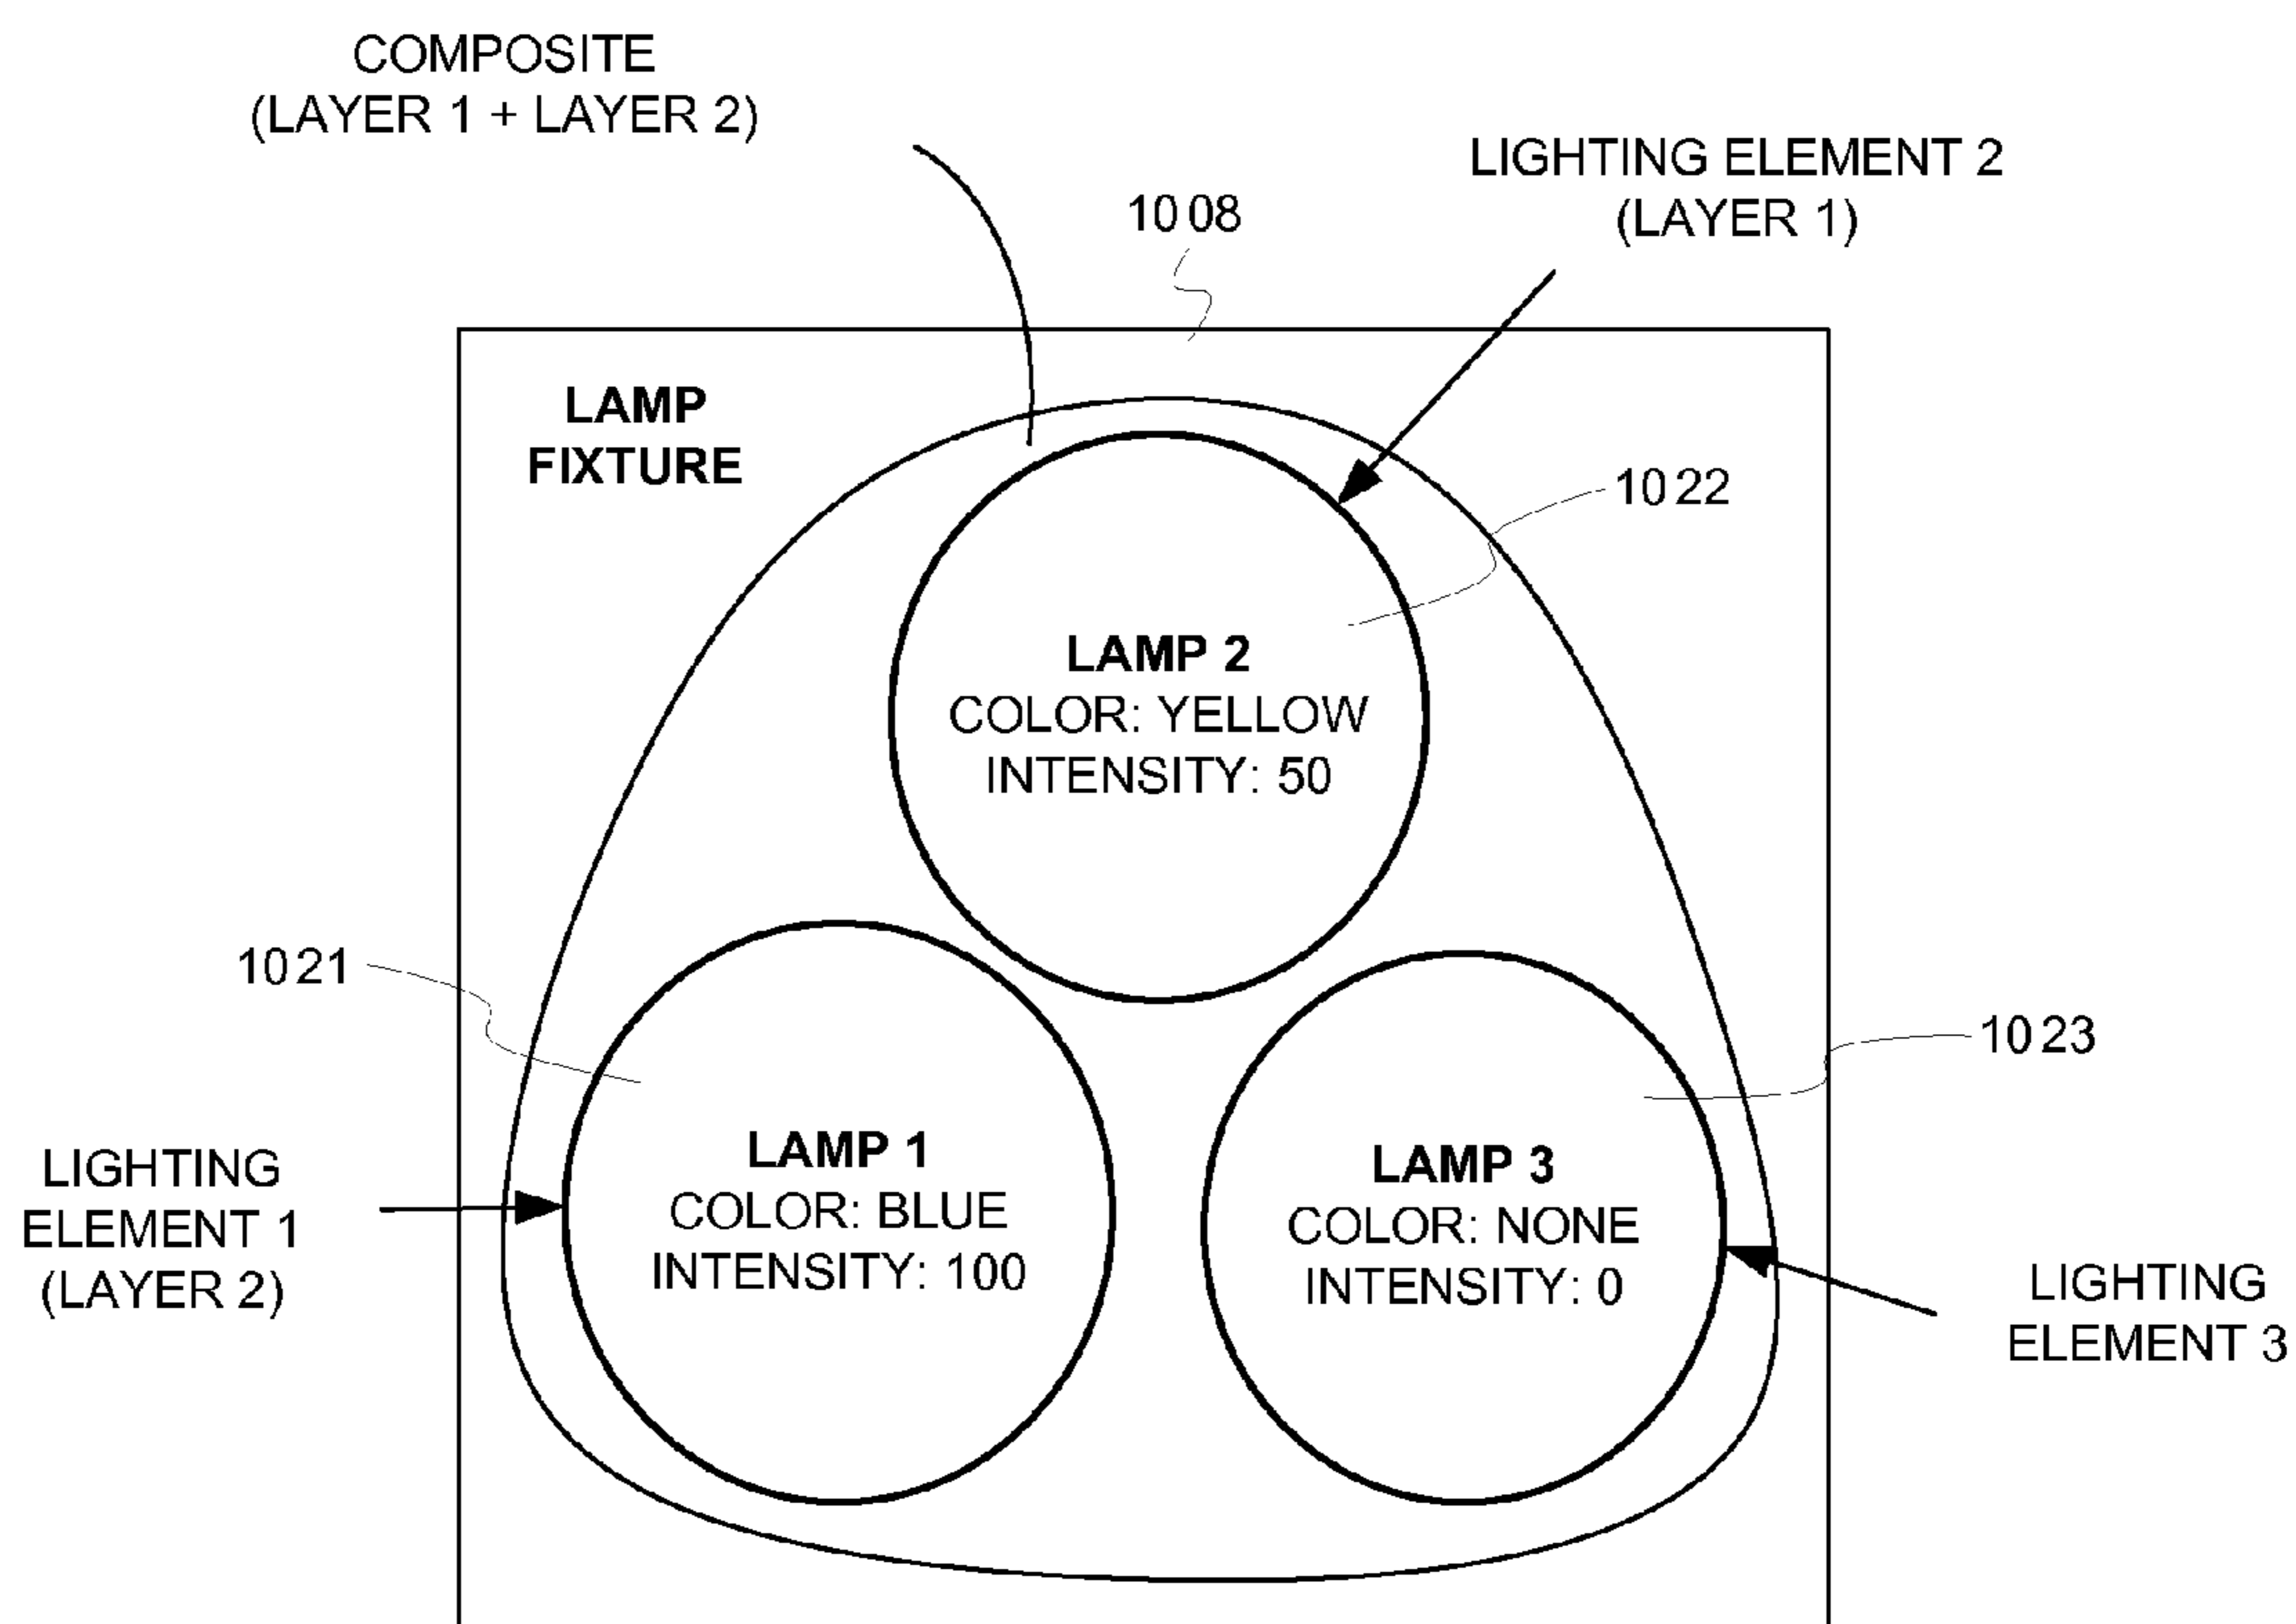 COMPOSITE
(LAYER 1 + LAYER 2)
LIGHTING ELEMENT 2
(LAYER 1)
1008
LAMP
FIXTURE
1022
LAMP 2
COLOR: YELLOW
INTENSITY: 50
1021
1023
LIGHTING
ELEMENT 1
(LAYER 2)
LAMP 1
COLOR: BLUE
INTENSITY: 100
LAMP 3
COLOR: NONE
INTENSITY: 0
LIGHTING
ELEMENT 3